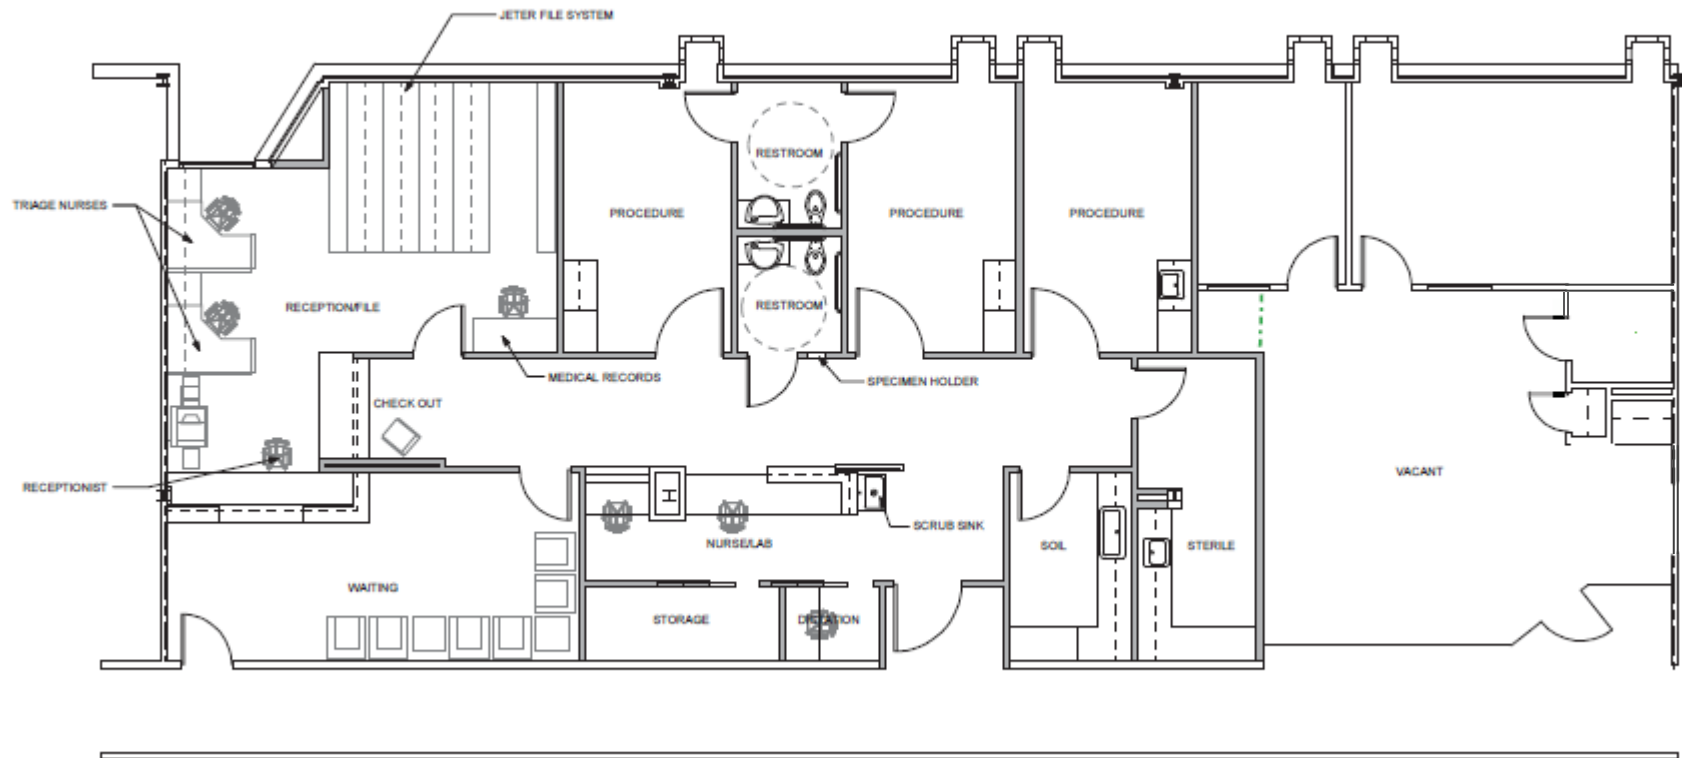 JETER FILE SYSTEM
RESTROOM
TRIAGE NURSES
PROCEDURE
PROCEDURE
PROCEDURE
RECEPTION/FILE
RESTROOM
MEDICAL RECORDS
SPECIMEN HOLDER
CHECK OUT
VACANT
RECEPTIONIST
SCRUB SINK
NURSE/LAB
SOIL
STERILE
WAITING
STORAGE
DICTATION